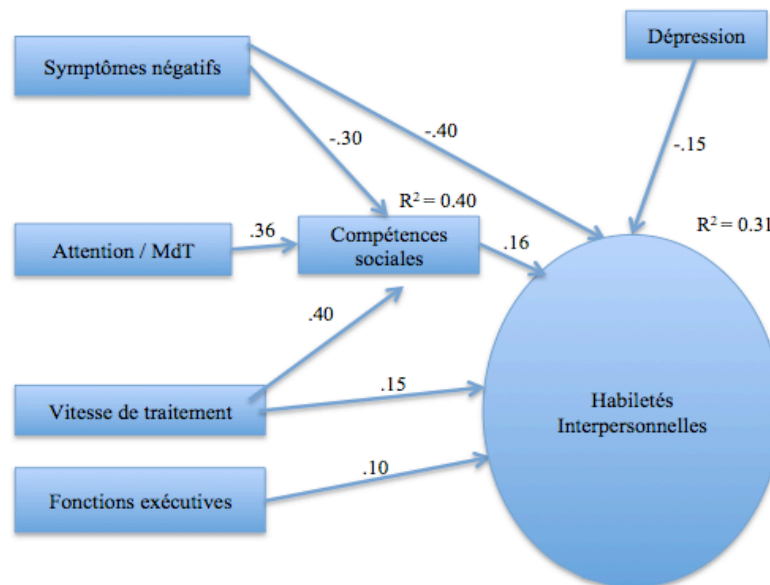 Dépression
Symptômes négatifs
-.40
-.30
-.15
R² = 0.40
R² = 0.31
.36
Attention / MdT
Compétences
sociales
.16
.40
.15
Vitesse de traitement
Habiletés
Interpersonnelles
.10
Fonctions exécutives